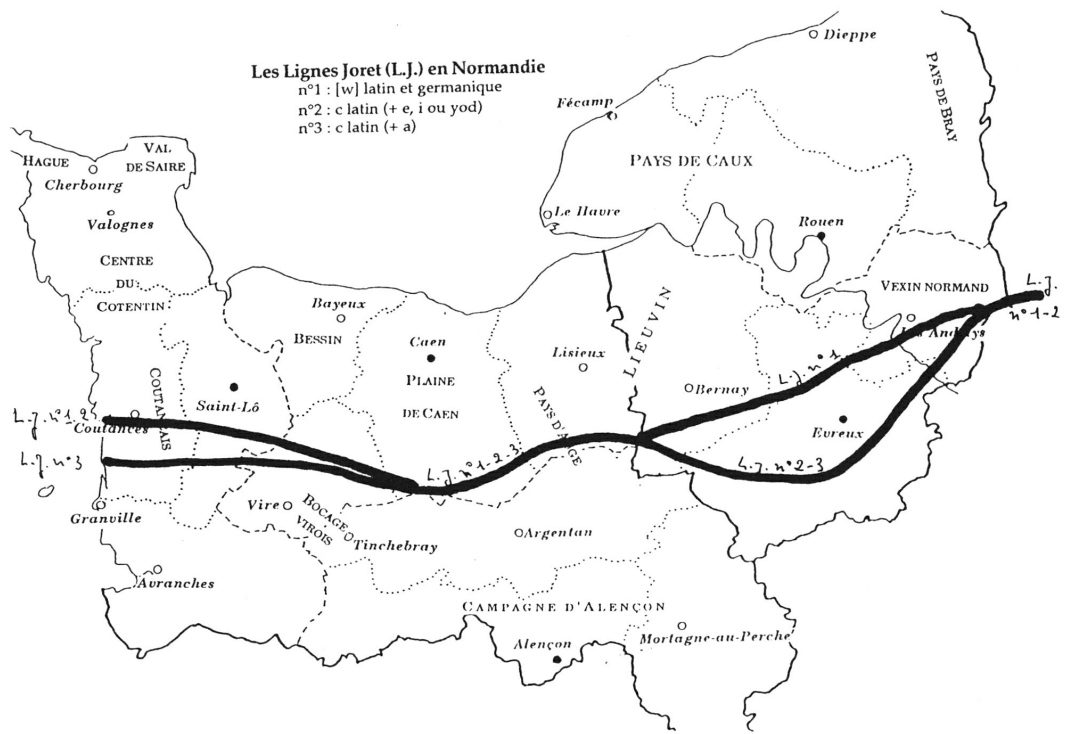 Les Lignes Joret (L.J.) en Normandie
n°1 : [w] latin et germanique
n°2 : c latin (+ e, i ou yod)
n°3 : c latin (+ a)
Dieppe
PAYS DE BRAY
Fécamp
HAGUE
VAL
DE SAIRE
Cherbourg
PAYS DE CAUX
Valognes
Le Havre
Rouen
CENTRE
DU
COTENTIN
VEXIN NORMAND
L.J.
n°1-2
Bayeux
BESSIN
Les Andelys
Caen
LIEUVIN
Lisieux
L.J. n°1
PLAINE
DE CAEN
Bernay
COUTANÇAIS
Saint-Lô
PAYS D'AUGE
L.J. n°1-2
Coutances
Evreux
L.J. n°3
L.J. n°1-2-3
L.J. n°2-3
Granville
Vire
BOCAGE
VIROIS
Tinchebray
Argentan
Avranches
CAMPAGNE D'ALENÇON
Alençon
Mortagne-au-Perche